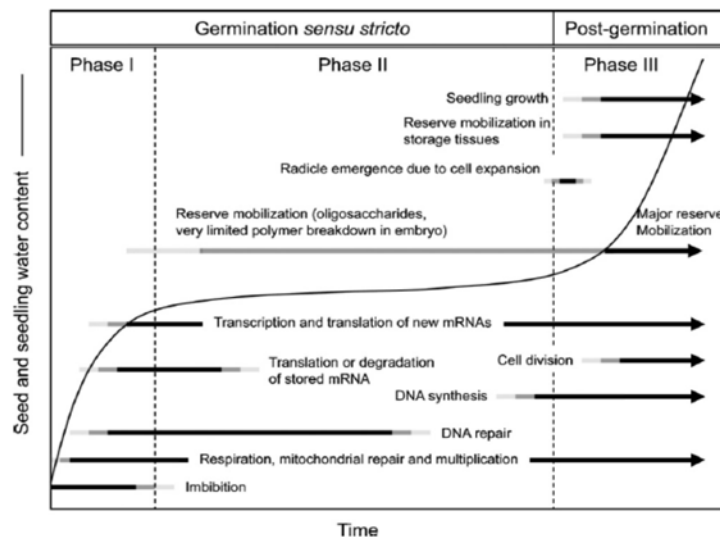 Germination sensu stricto
Post-germination
Phase I
Phase II
Phase III
Seedling growth
Reserve mobilization in
storage tissues
Radicle emergence due to cell expansion
Reserve mobilization (oligosaccharides,
very limited polymer breakdown in embryo)
Major reserve
Mobilization
Transcription and translation of new mRNAs
Translation or degradation
of stored mRNA
Cell division
DNA synthesis
DNA repair
Respiration, mitochondrial repair and multiplication
Imbibition
Seed and seedling water content
Time